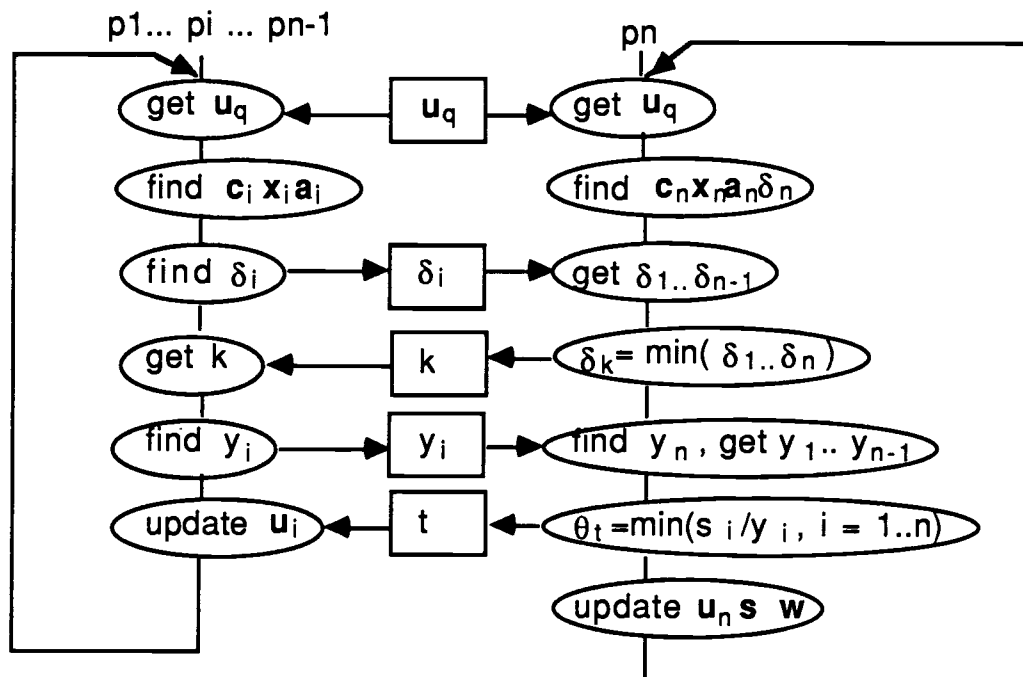 p1... pi ... pn-1
pn
get u_q
u_q
get u_q
find c_i x_i a_i
find c_n x_n a_n δ_n
find δ_i
δ_i
get δ_1.. δ_n-1
get k
k
δ_k = min( δ_1.. δ_n )
find y_i
y_i
find y_n , get y_1.. y_n-1
update u_i
t
θ_t =min(s_i /y_i , i = 1..n)
update u_n s w